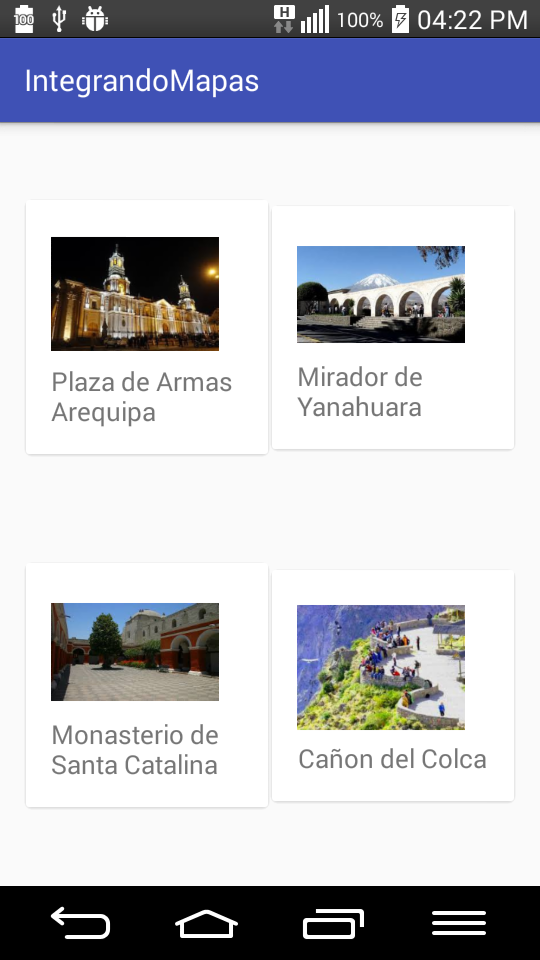 100
H
100%
04:22 PM
IntegrandoMapas
Plaza de Armas
Arequipa
Mirador de
Yanahuara
Monasterio de
Santa Catalina
Cañon del Colca